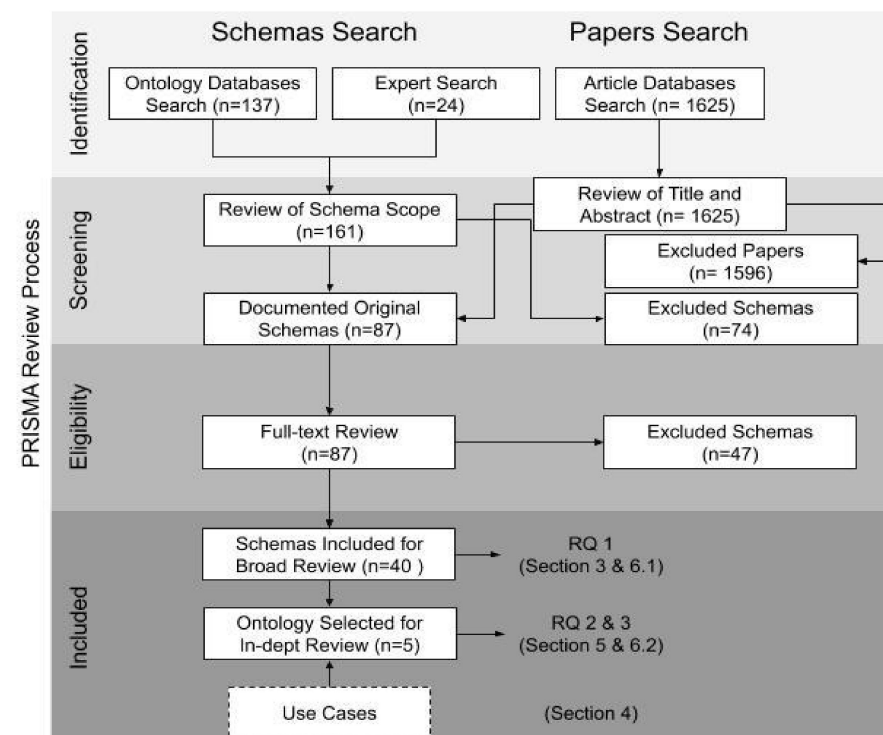 Schemas Search
Papers Search
PRISMA Review Process
Identification
Ontology Databases
Search (n=137)
Expert Search
(n=24)
Article Databases
Search (n= 1625)
Screening
Review of Schema Scope
(n=161)
Review of Title and
Abstract (n= 1625)
Excluded Papers
(n= 1596)
Documented Original
Schemas (n=87)
Excluded Schemas
(n=74)
Eligibility
Full-text Review
(n=87)
Excluded Schemas
(n=47)
Included
Schemas Included for
Broad Review (n=40 )
RQ 1
(Section 3 & 6.1)
Ontology Selected for
In-dept Review (n=5)
RQ 2 & 3
(Section 5 & 6.2)
Use Cases
(Section 4)